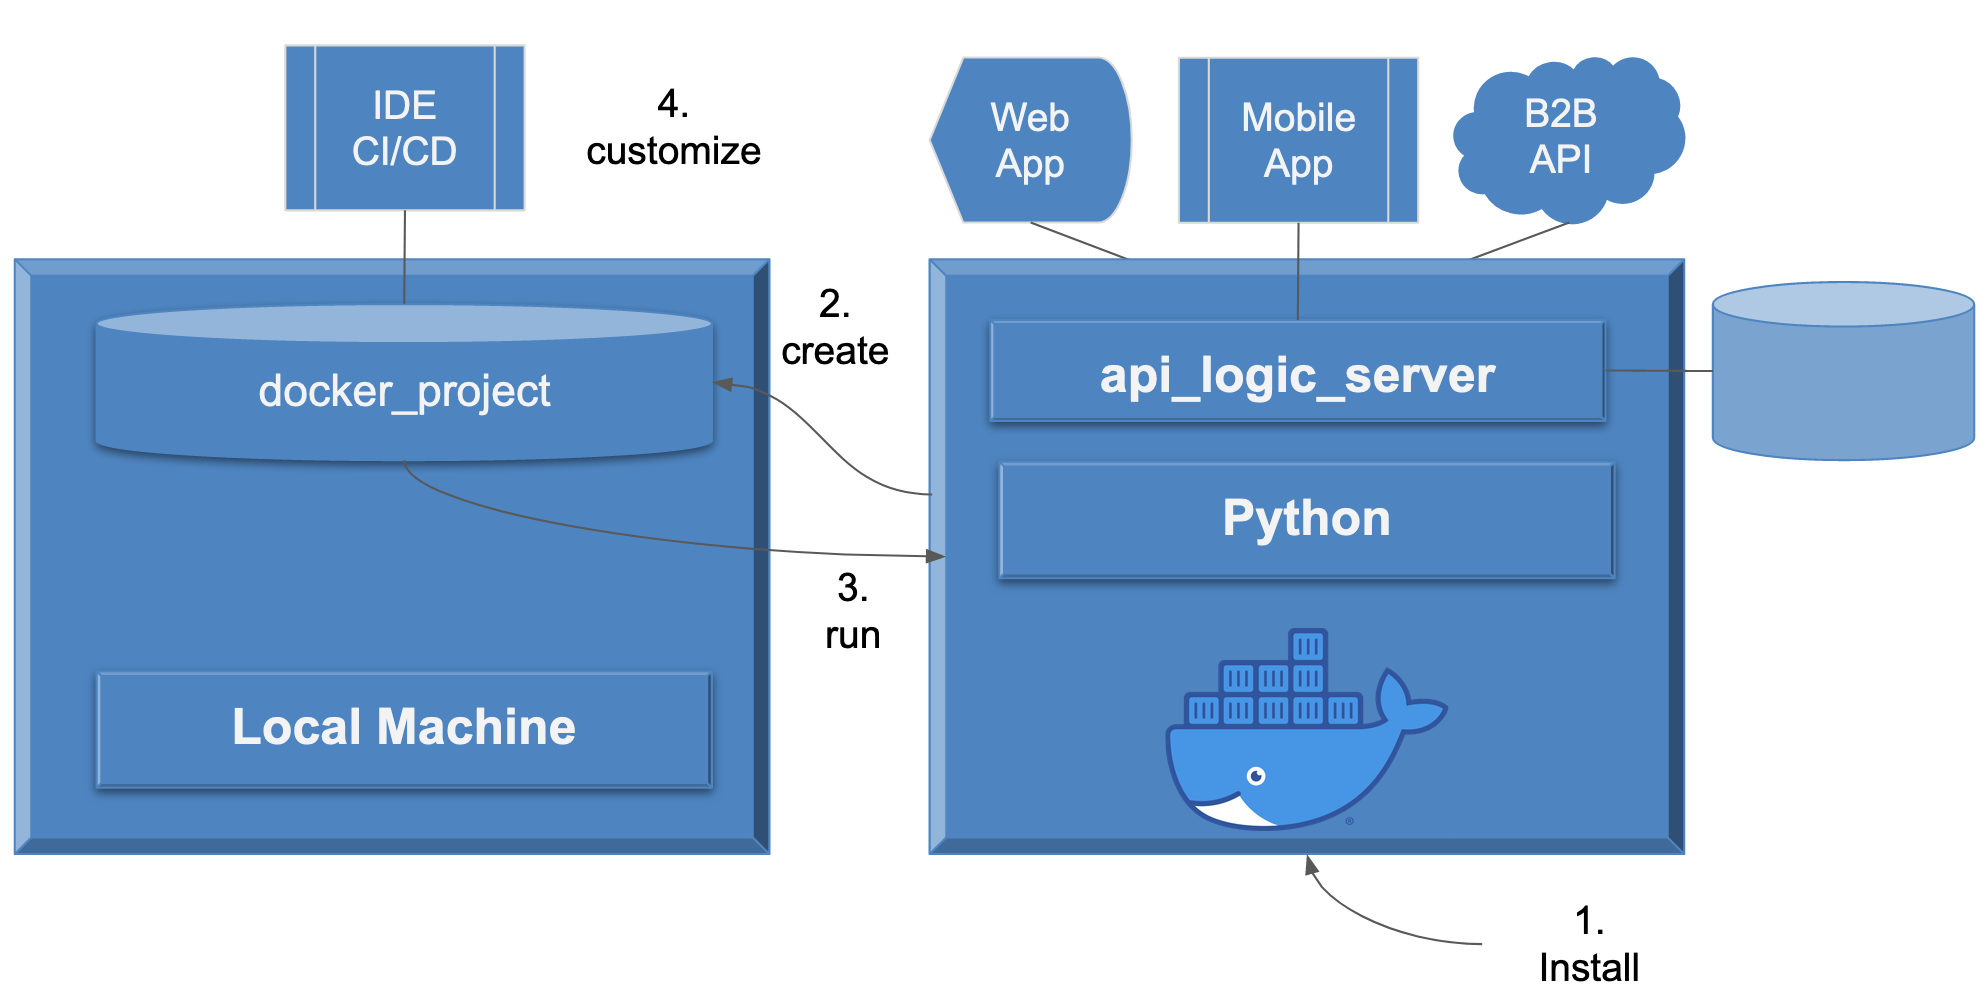 IDE
CI/CD
4.
customize
Web
App
Mobile
App
B2B
API
2.
create
docker_project
api_logic_server
Python
3.
run
Local Machine
®
1.
Install